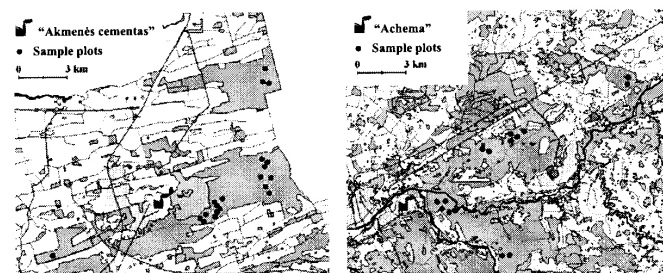 “Akmenės cementas”
Sample plots
0 3 km
“Achema”
Sample plots
0 3 km